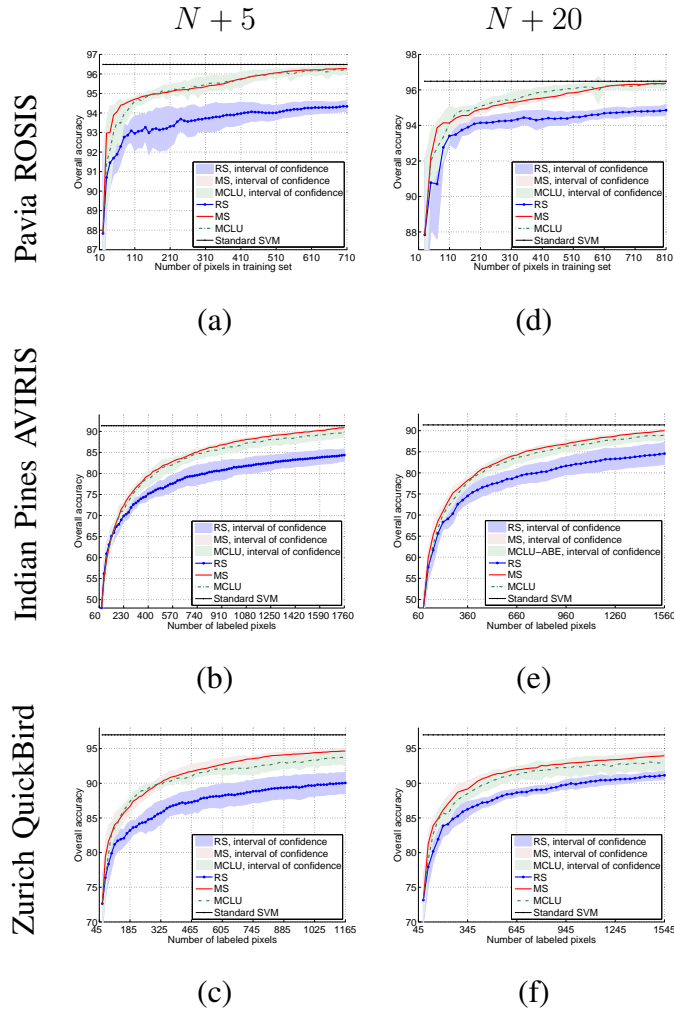 N + 5
N + 20
Pavia ROSIS
Overall accuracy
97
96
95
94
93
92
91
90
89
88
87
RS, interval of confidence
MS, interval of confidence
MCLU, interval of confidence
RS
MS
MCLU
Standard SVM
10 110 210 310 410 510 610 710
Number of pixels in training set
(a)
Overall accuracy
98
96
94
92
90
88
RS, interval of confidence
MS, interval of confidence
MCLU, interval of confidence
RS
MS
MCLU
Standard SVM
10 110 210 310 410 510 610 710 810
Number of pixels in training set
(d)
Indian Pines AVIRIS
Overall accuracy
90
85
80
75
70
65
60
55
50
RS, interval of confidence
MS, interval of confidence
MCLU, interval of confidence
RS
MS
MCLU
Standard SVM
60 230 400 570 740 910 1080 1250 1420 1590 1760
Number of labeled pixels
(b)
Overall accuracy
90
85
80
75
70
65
60
55
50
RS, interval of confidence
MS, interval of confidence
MCLU−ABE, interval of confidence
RS
MS
MCLU
Standard SVM
60 360 660 960 1260 1560
Number of labeled pixels
(e)
Zurich QuickBird
Overall accuracy
95
90
85
80
75
70
RS, interval of confidence
MS, interval of confidence
MCLU, interval of confidence
RS
MS
MCLU
Standard SVM
45 185 325 465 605 745 885 1025 1165
Number of labeled pixels
(c)
Overall accuracy
95
90
85
80
75
70
RS, interval of confidence
MS, interval of confidence
MCLU, interval of confidence
RS
MS
MCLU
Standard SVM
45 345 645 945 1245 1545
Number of labeled pixels
(f)